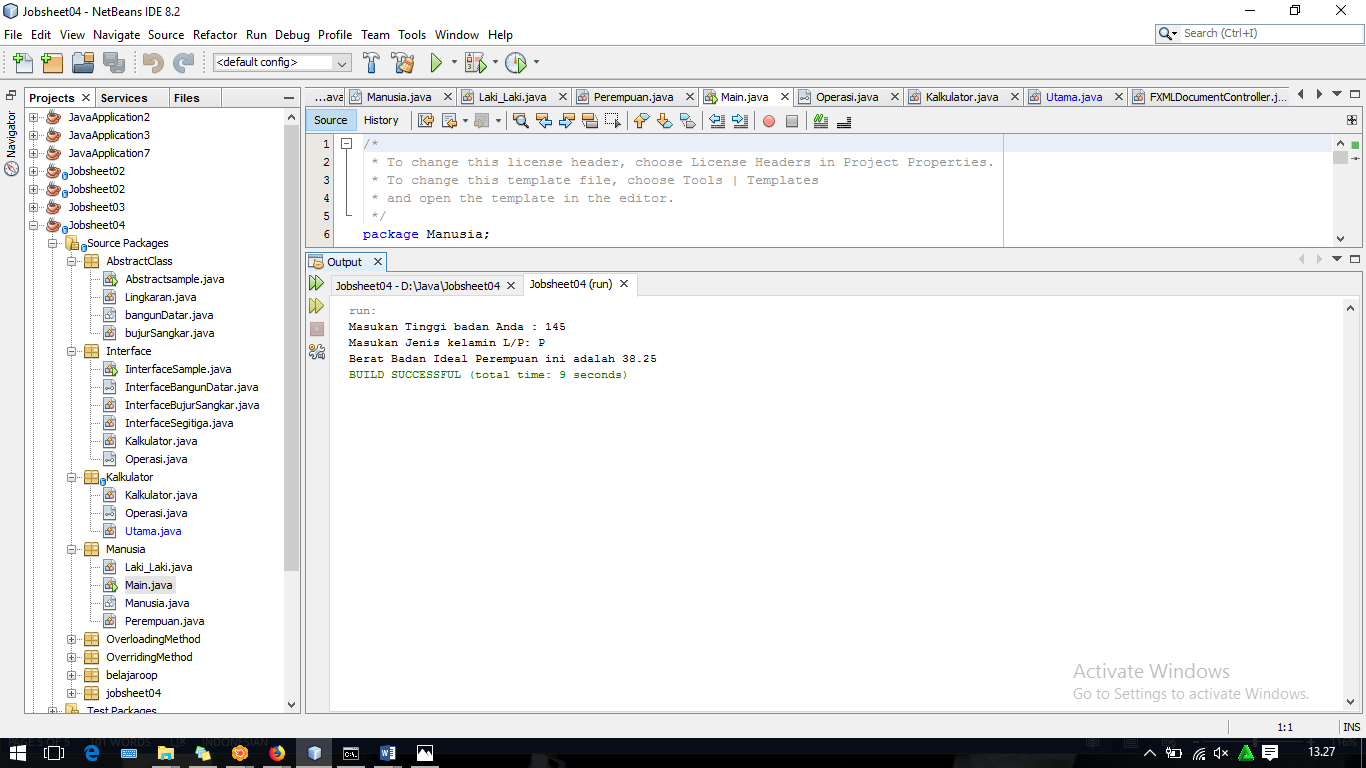 Jobsheet04 - NetBeans IDE 8.2
File Edit View Navigate Source Refactor Run Debug Profile Team Tools Window Help
Search (Ctrl+I)
<default config>
Projects Services Files
Navigator
JavaApplication2
JavaApplication3
JavaApplication7
Jobsheet02
Jobsheet02
Jobsheet03
Jobsheet04
Source Packages
AbstractClass
Abstractsample.java
Lingkaran.java
bangunDatar.java
bujurSangkar.java
Interface
IinterfaceSample.java
InterfaceBangunDatar.java
InterfaceBujurSangkar.java
InterfaceSegitiga.java
Kalkulator.java
Operasi.java
Kalkulator
Kalkulator.java
Operasi.java
Utama.java
Manusia
Laki_Laki.java
Main.java
Manusia.java
Perempuan.java
OverloadingMethod
OverridingMethod
belajaroop
jobsheet04
Test Packages
...ava Manusia.java Laki_Laki.java Perempuan.java Main.java Operasi.java Kalkulator.java Utama.java FXMLDocumentController.j...
Source History
1 /*
2 * To change this license header, choose License Headers in Project Properties.
3 * To change this template file, choose Tools | Templates
4 * and open the template in the editor.
5 */
6 package Manusia;
Output
Jobsheet04 - D:\Java\Jobsheet04 Jobsheet04 (run)
run:
Masukan Tinggi badan Anda : 145
Masukan Jenis kelamin L/P: P
Berat Badan Ideal Perempuan ini adalah 38.25
BUILD SUCCESSFUL (total time: 9 seconds)
Activate Windows
Go to Settings to activate Windows.
1:1 INS
PAGE 5 OF 5 101 WORDS INDONESIAN
13.27